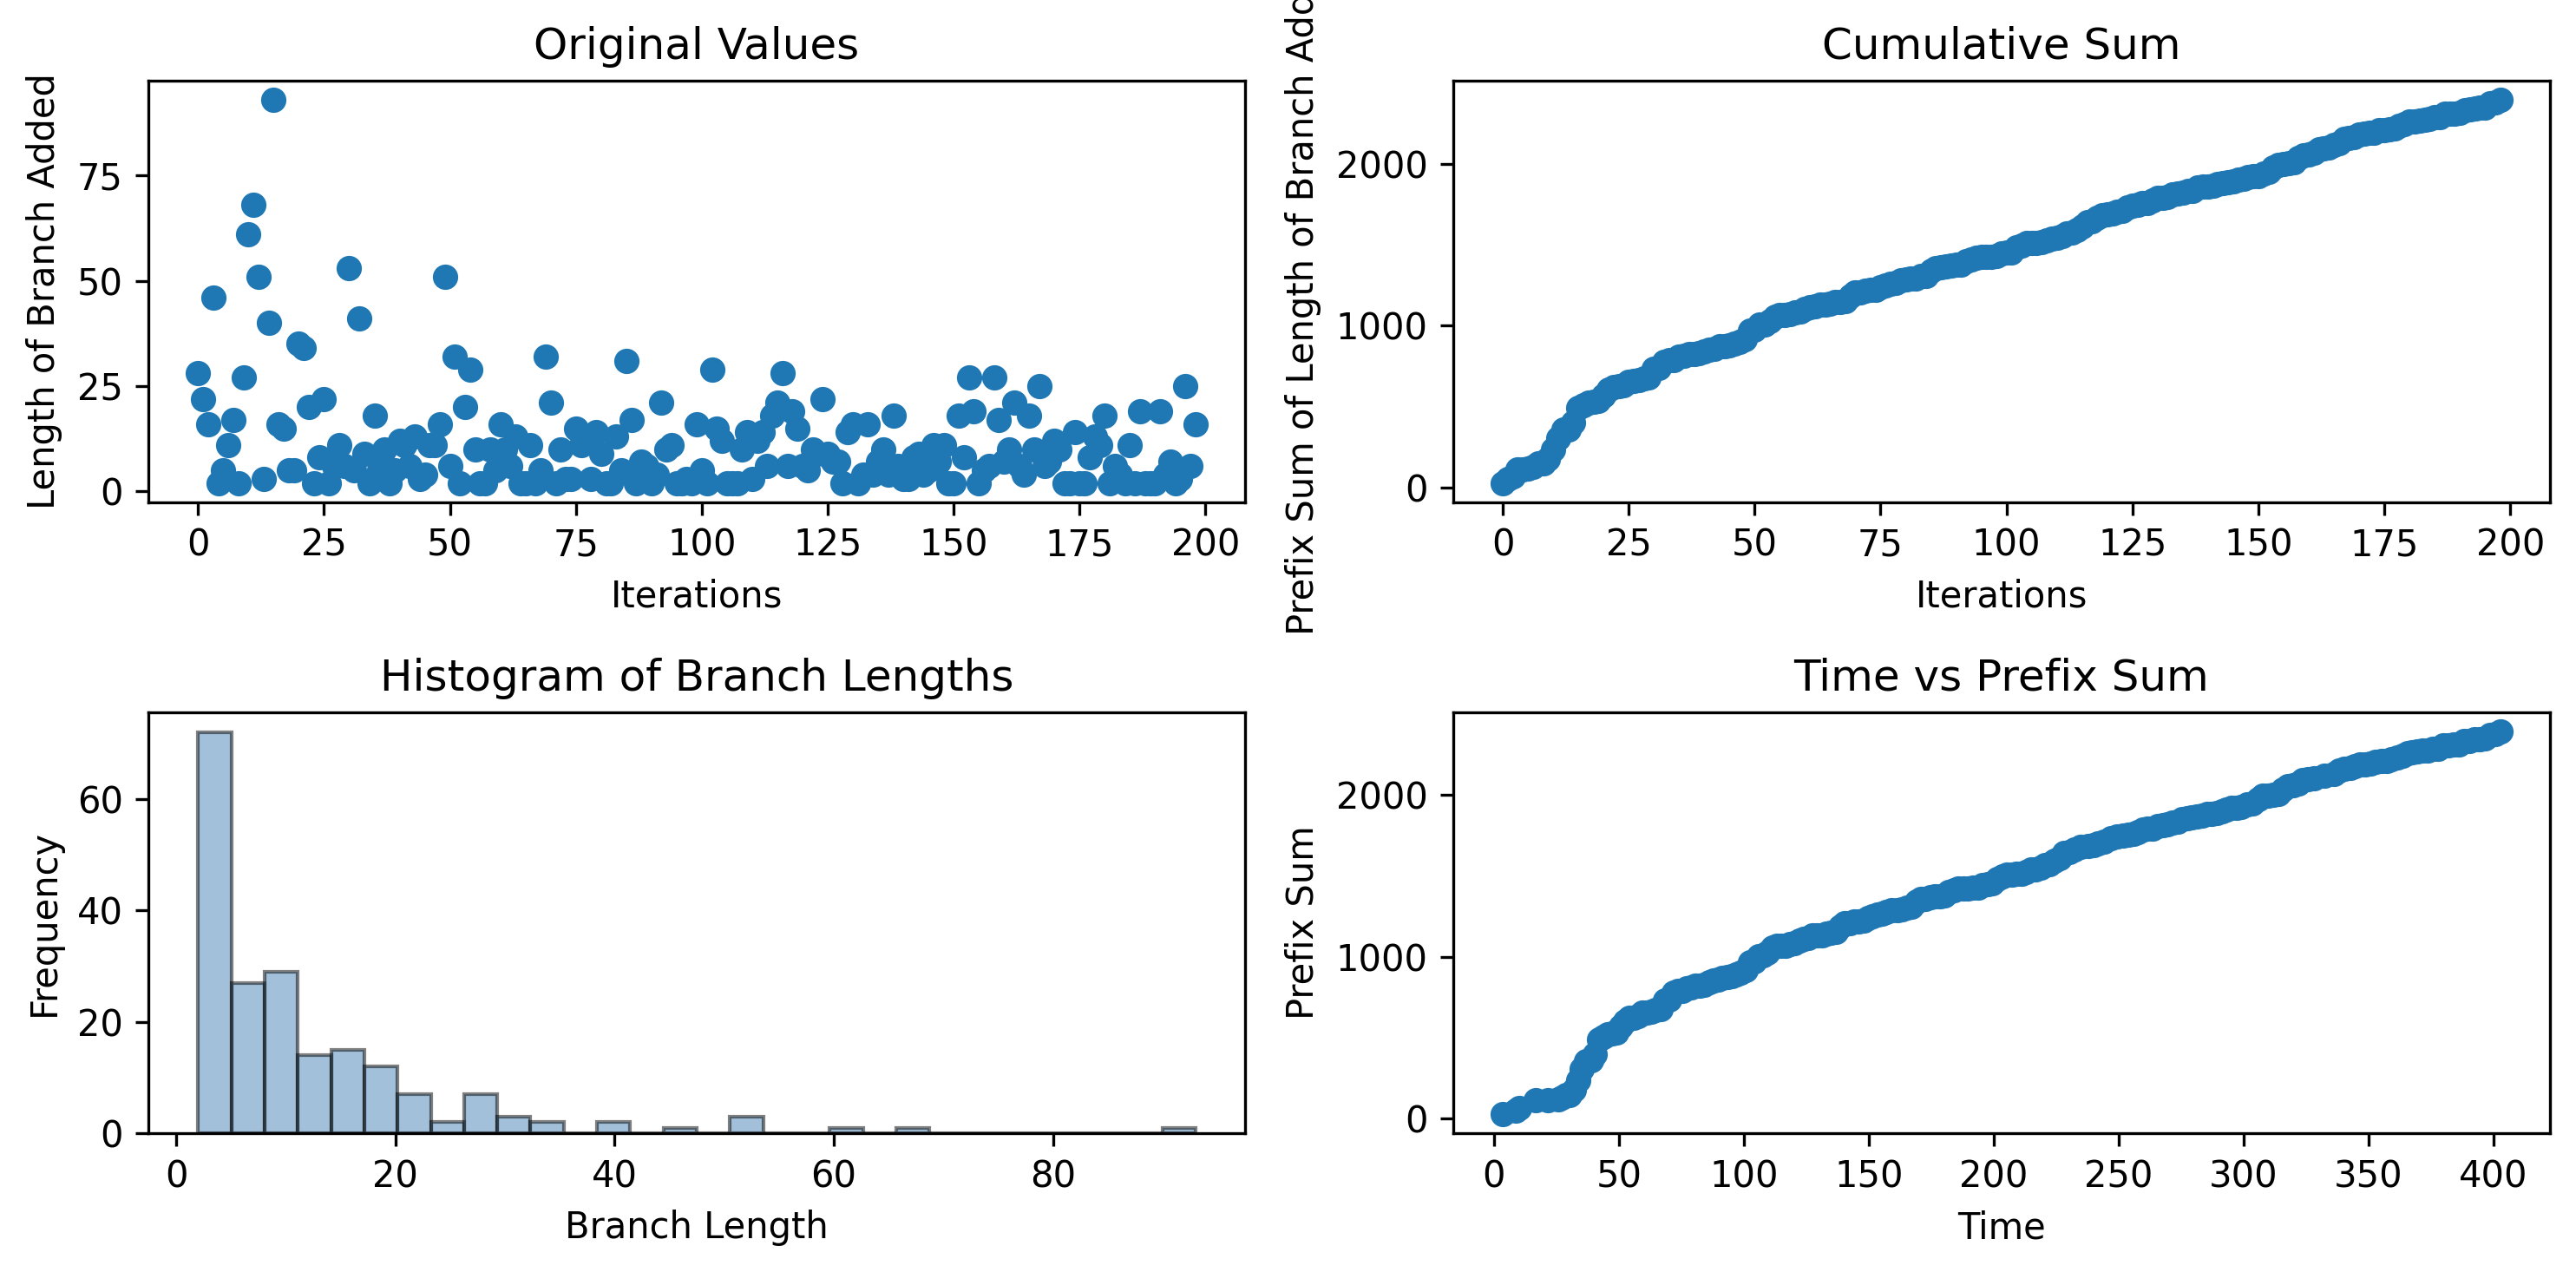 Original Values
Length of Branch Added
75
50
25
0
0 25 50 75 100 125 150 175 200
Iterations
Cumulative Sum
Prefix Sum of Length of Branch
2000
1000
0
0 25 50 75 100 125 150 175 200
Iterations
Histogram of Branch Lengths
Frequency
60
40
20
0
0 20 40 60 80
Branch Length
Time vs Prefix Sum
Prefix Sum
2000
1000
0
0 50 100 150 200 250 300 350 400
Time